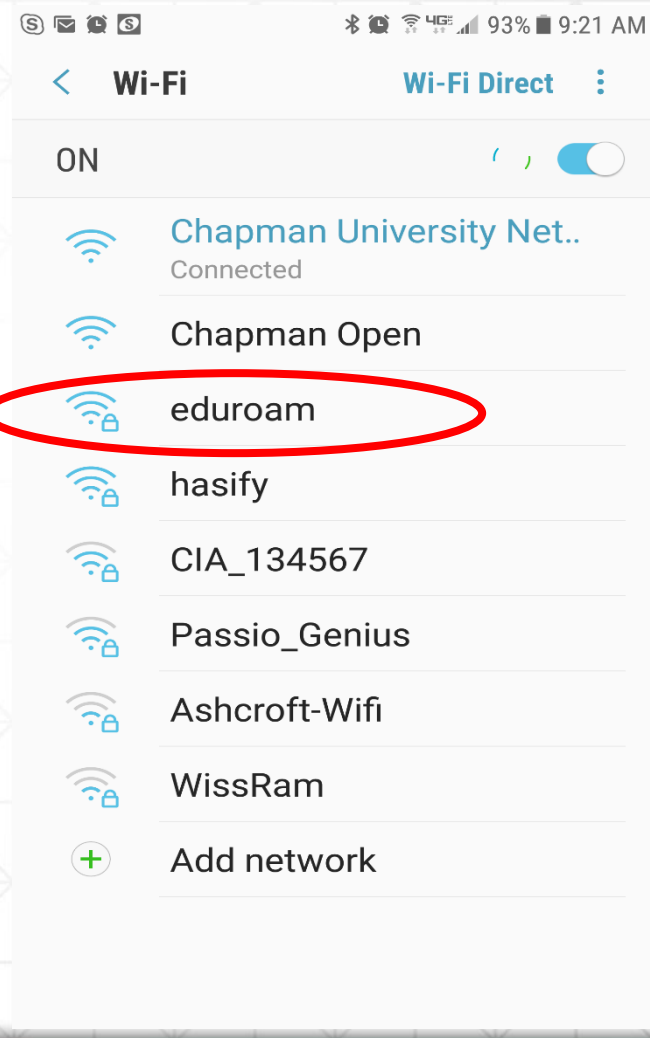 4GE 93% 9:21 AM
Wi-Fi Wi-Fi Direct
ON
Chapman University Net..
Connected
Chapman Open
eduroam
hasify
CIA_134567
Passio_Genius
Ashcroft-Wifi
WissRam
Add network